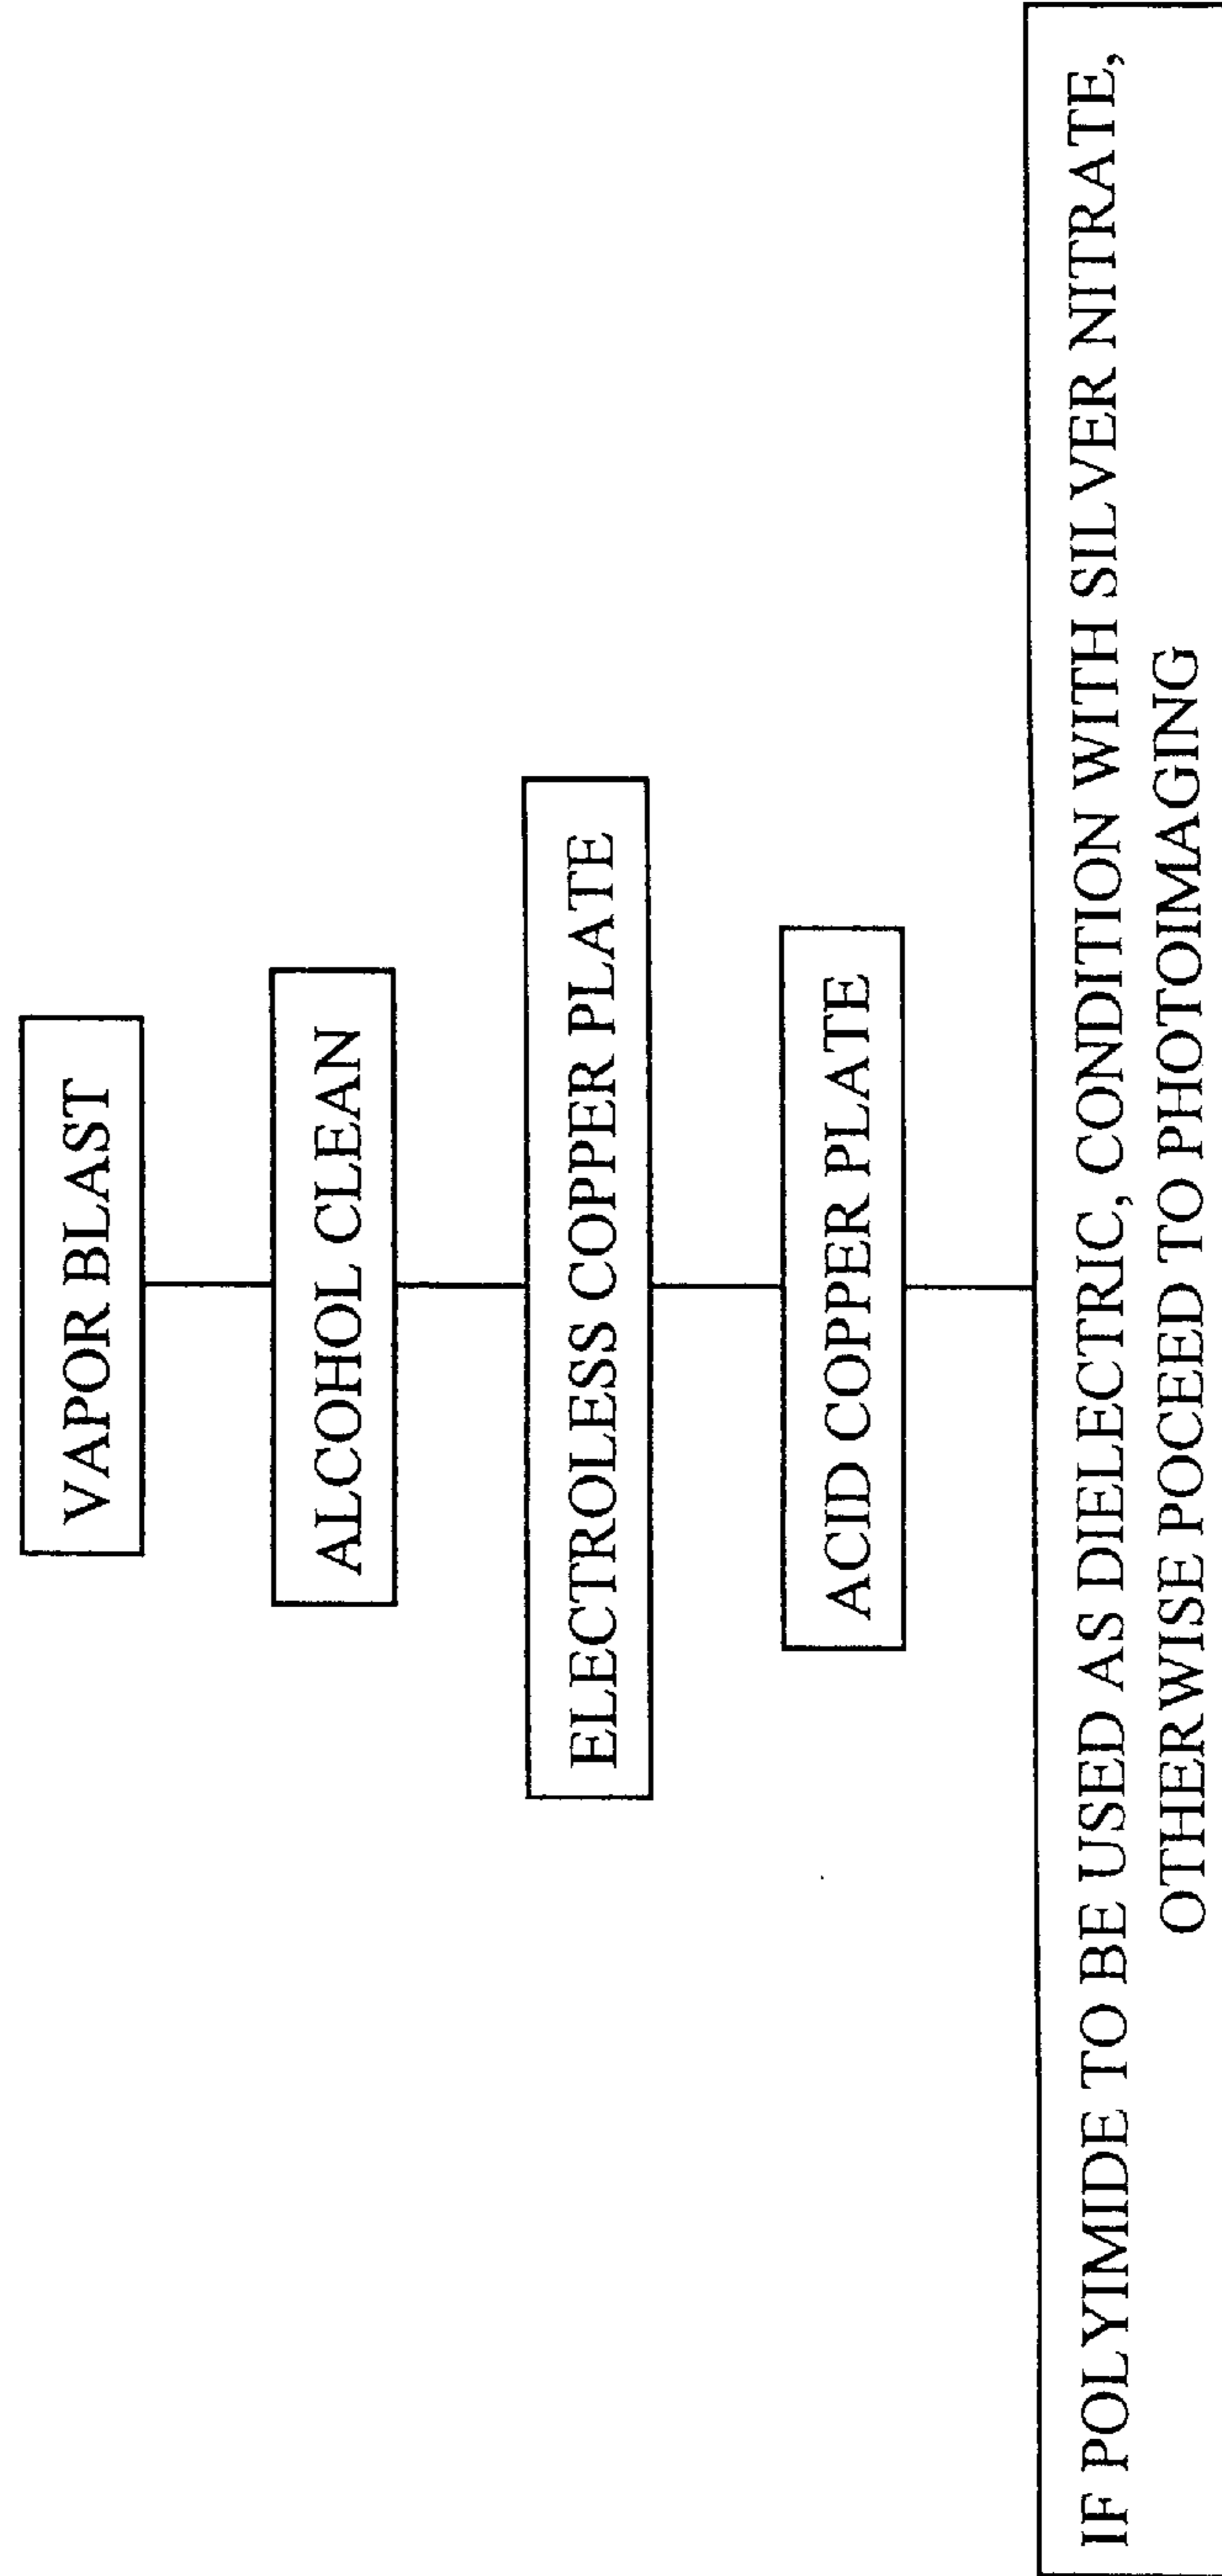 VAPOR BLAST
ALCOHOL CLEAN
ELECTROLESS COPPER PLATE
ACID COPPER PLATE
IF POLYIMIDE TO BE USED AS DIELECTRIC, CONDITION WITH SILVER NITRATE,
OTHERWISE POCEED TO PHOTOIMAGING